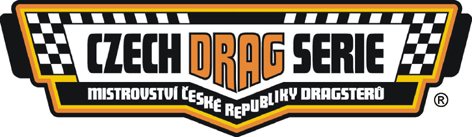 CZECH DRAG SERIE
MISTROVSTVÍ ČESKÉ REPUBLIKY DRAGSTERŮ
®